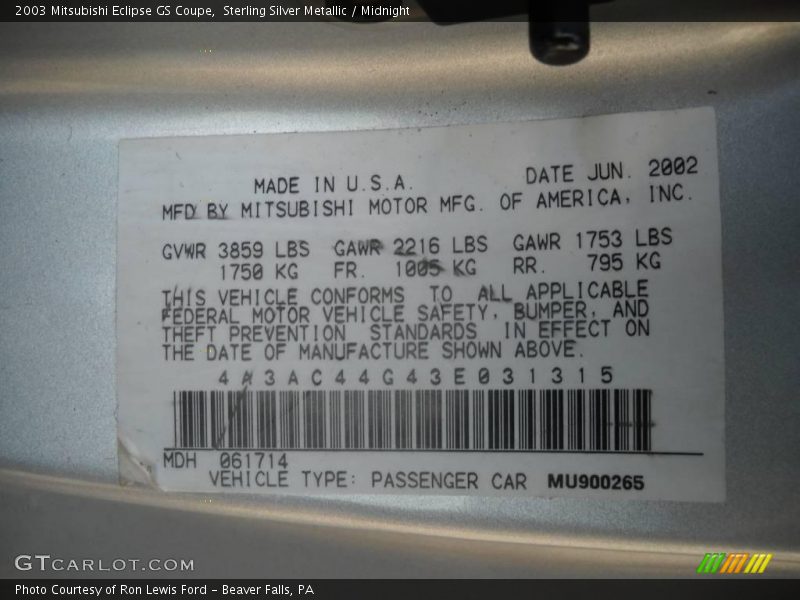 2003 Mitsubishi Eclipse GS Coupe,  Sterling Silver Metallic / Midnight
MADE IN U.S.A. DATE JUN. 2002
MFD BY MITSUBISHI MOTOR MFG. OF AMERICA, INC.
GVWR 3859 LBS GAWR 2216 LBS GAWR 1753 LBS
1750 KG FR. 1005 KG RR. 795 KG
THIS VEHICLE CONFORMS TO ALL APPLICABLE
FEDERAL MOTOR VEHICLE SAFETY, BUMPER, AND
THEFT PREVENTION STANDARDS IN EFFECT ON
THE DATE OF MANUFACTURE SHOWN ABOVE.
4A3AC44G43E031315
MDH 061714
VEHICLE TYPE: PASSENGER CAR MU900265
GTCARLOT.COM
Photo Courtesy of Ron Lewis Ford - Beaver Falls, PA